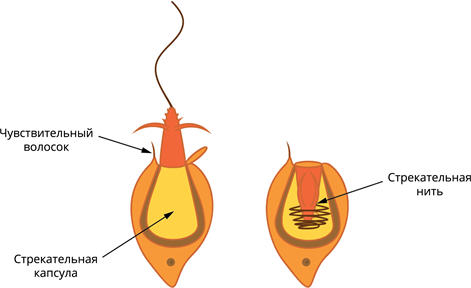 Чувствительный
волосок
Стрекательная
нить
Стрекательная
капсула